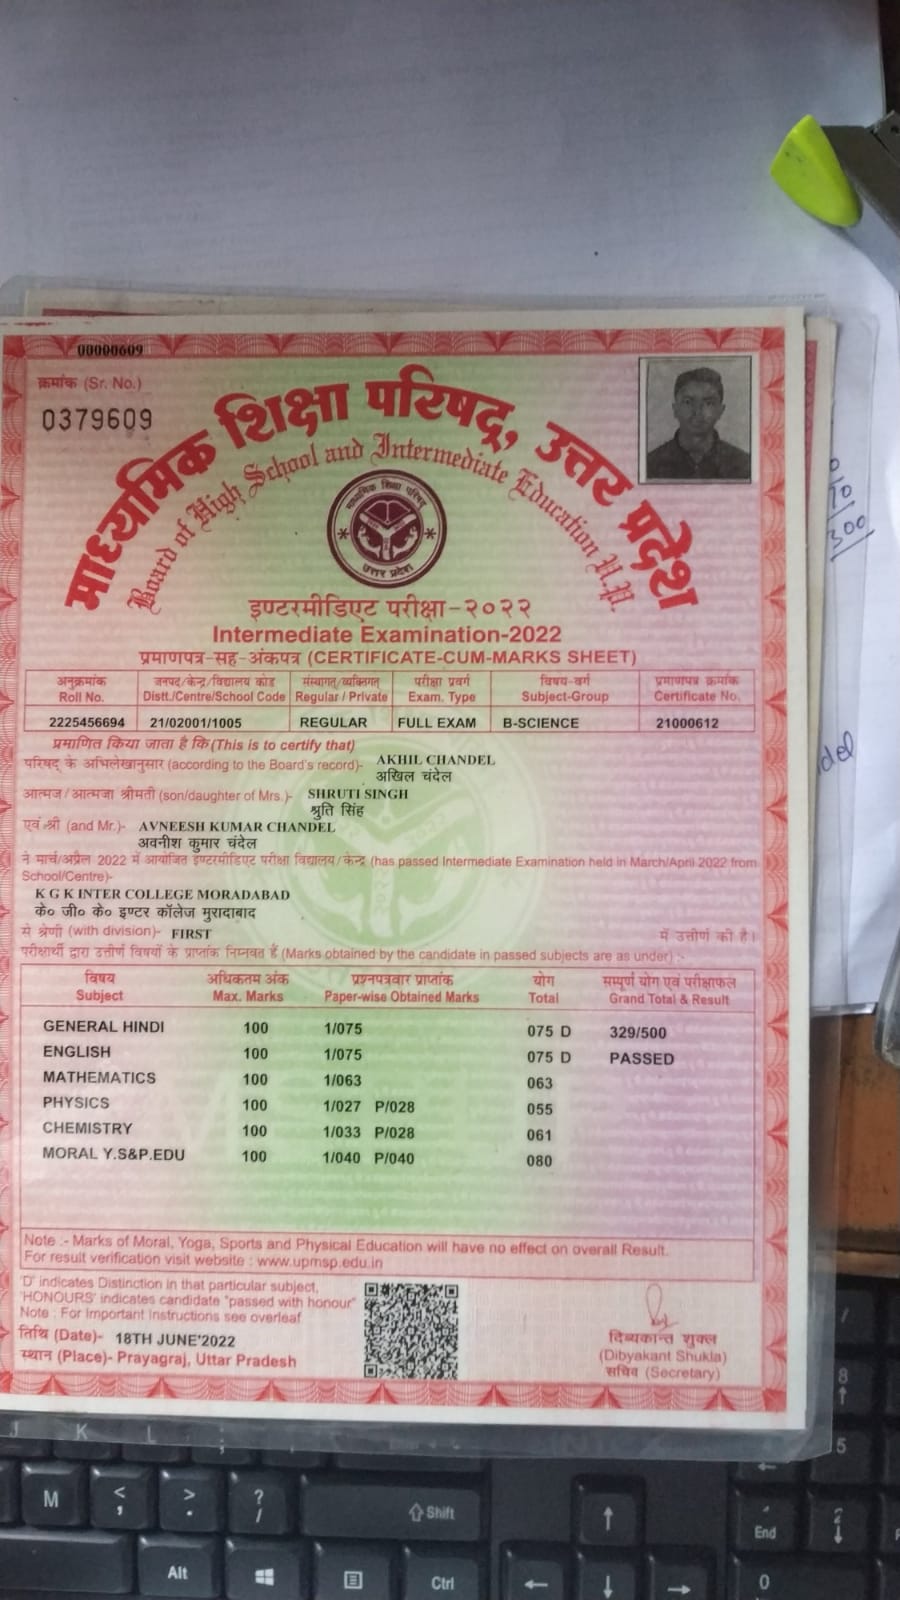 00000609
क्रमांक (Sr. No.)
0379609
माध्यमिक शिक्षा परिषद्, उत्तर प्रदेश
Board of High School and Intermediate Education U.P.
माध्यमिक शिक्षा परिषद
उत्तर प्रदेश
इण्टरमीडिएट परीक्षा-२०२२
Intermediate Examination-2022
प्रमाणपत्र-सह-अंकपत्र (CERTIFICATE-CUM-MARKS SHEET)
अनुक्रमांक जनपद/केन्द्र/विद्यालय कोड संस्थागत/व्यक्तिगत परीक्षा प्रवर्ग विषय-वर्ग प्रमाणपत्र क्रमांक
Roll No. Distt./Centre/School Code Regular / Private Exam. Type Subject-Group Certificate No.
2225456694 21/02001/1005 REGULAR FULL EXAM B-SCIENCE 21000612
प्रमाणित किया जाता है कि (This is to certify that)
परिषद् के अभिलेखानुसार (according to the Board's record)- AKHIL CHANDEL
अखिल चंदेल
आत्मज/आत्मजा श्रीमती (son/daughter of Mrs.)- SHRUTI SINGH
श्रुति सिंह
एवं श्री (and Mr.)- AVNEESH KUMAR CHANDEL
अवनीश कुमार चंदेल
ने मार्च/अप्रैल 2022 में आयोजित इण्टरमीडिएट परीक्षा विद्यालय/केन्द्र (has passed Intermediate Examination held in March/April 2022 from
School/Centre)-
K G K INTER COLLEGE MORADABAD
के० जी० के० इण्टर कॉलेज मुरादाबाद
से श्रेणी (with division)- FIRST में उत्तीर्ण की है।
परीक्षार्थी द्वारा उत्तीर्ण विषयों के प्राप्तांक निम्नवत हैं (Marks obtained by the candidate in passed subjects are as under) :-
विषय अधिकतम अंक प्रश्नपत्रवार प्राप्तांक योग सम्पूर्ण योग एवं परीक्षाफल
Subject Max. Marks Paper-wise Obtained Marks Total Grand Total & Result
GENERAL HINDI 100 1/075 075 D 329/500
ENGLISH 100 1/075 075 D PASSED
MATHEMATICS 100 1/063 063
PHYSICS 100 1/027 P/028 055
CHEMISTRY 100 1/033 P/028 061
MORAL Y.S&P.EDU 100 1/040 P/040 080
Note :- Marks of Moral, Yoga, Sports and Physical Education will have no effect on overall Result.
For result verification visit website : www.upmsp.edu.in
'D' indicates Distinction in that particular subject,
'HONOURS' indicates candidate "passed with honour"
Note : For Important Instructions see overleaf
तिथि (Date)- 18TH JUNE'2022
स्थान (Place)- Prayagraj, Uttar Pradesh
दिब्यकान्त शुक्ल
(Dibyakant Shukla)
सचिव (Secretary)
J K L ;
M < , > . ? / Shift
Alt Ctrl
End
/
8
5
2
0